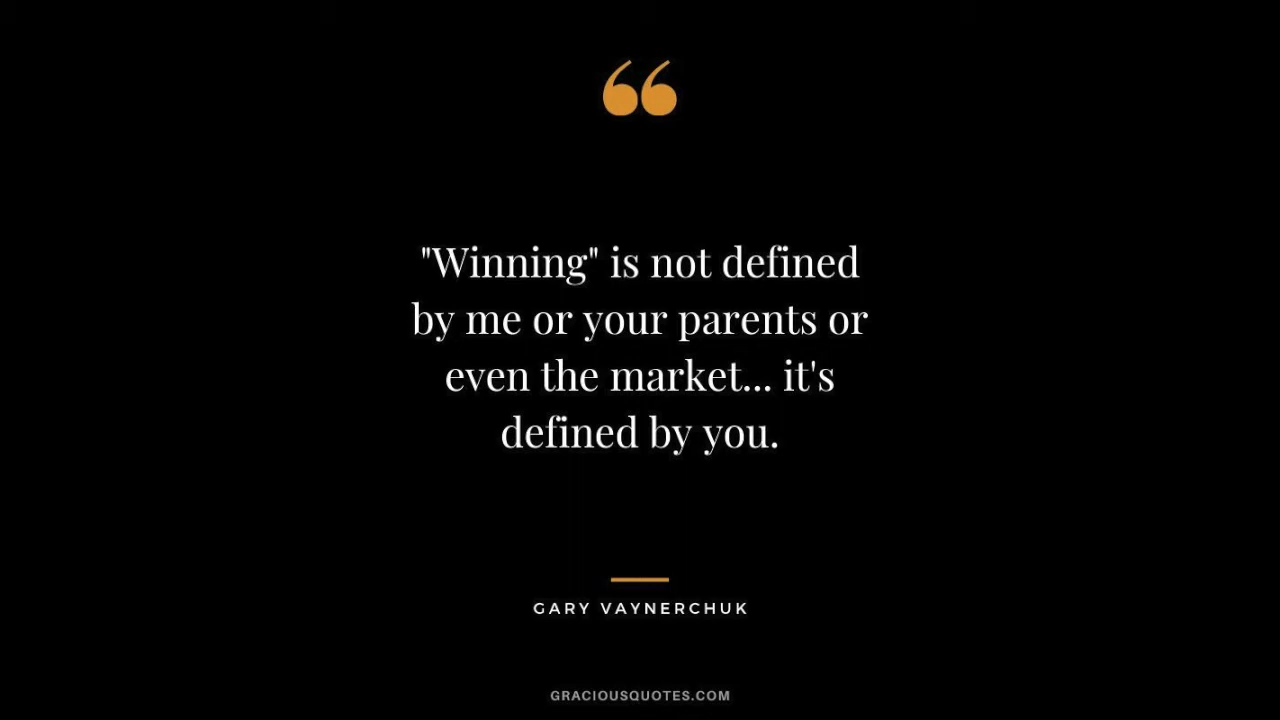 “
"Winning" is not defined
by me or your parents or
even the market... it's
defined by you.
GARY VAYNERCHUK
GRACIOUSQUOTES.COM